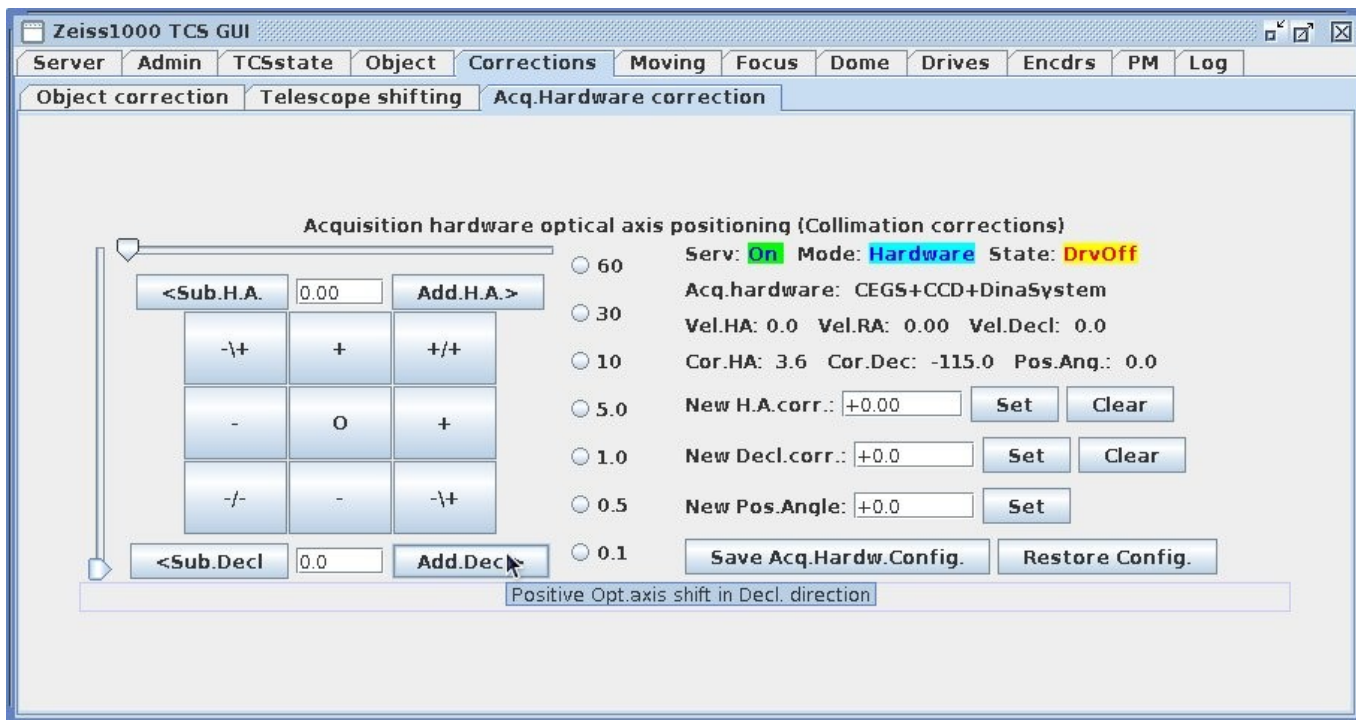 Zeiss1000 TCS GUI
Server Admin TCSstate Object Corrections Moving Focus Dome Drives Encdrs PM Log
Object correction Telescope shifting Acq.Hardware correction
Acquisition hardware optical axis positioning (Collimation corrections)
Serv: On Mode: Hardware State: DrvOff
60
<Sub.H.A. 0.00 Add.H.A.>
Acq.hardware: CEGS+CCD+DinaSystem
30
Vel.HA: 0.0 Vel.RA: 0.00 Vel.Decl: 0.0
-\+ + +/+
10
Cor.HA: 3.6 Cor.Dec: -115.0 Pos.Ang.: 0.0
5.0
New H.A.corr.: +0.00 Set Clear
- O +
1.0
New Decl.corr.: +0.0 Set Clear
-/- - -\+
0.5
New Pos.Angle: +0.0 Set
<Sub.Decl 0.0 Add.Dec
0.1
Save Acq.Hardw.Config. Restore Config.
Positive Opt.axis shift in Decl. direction